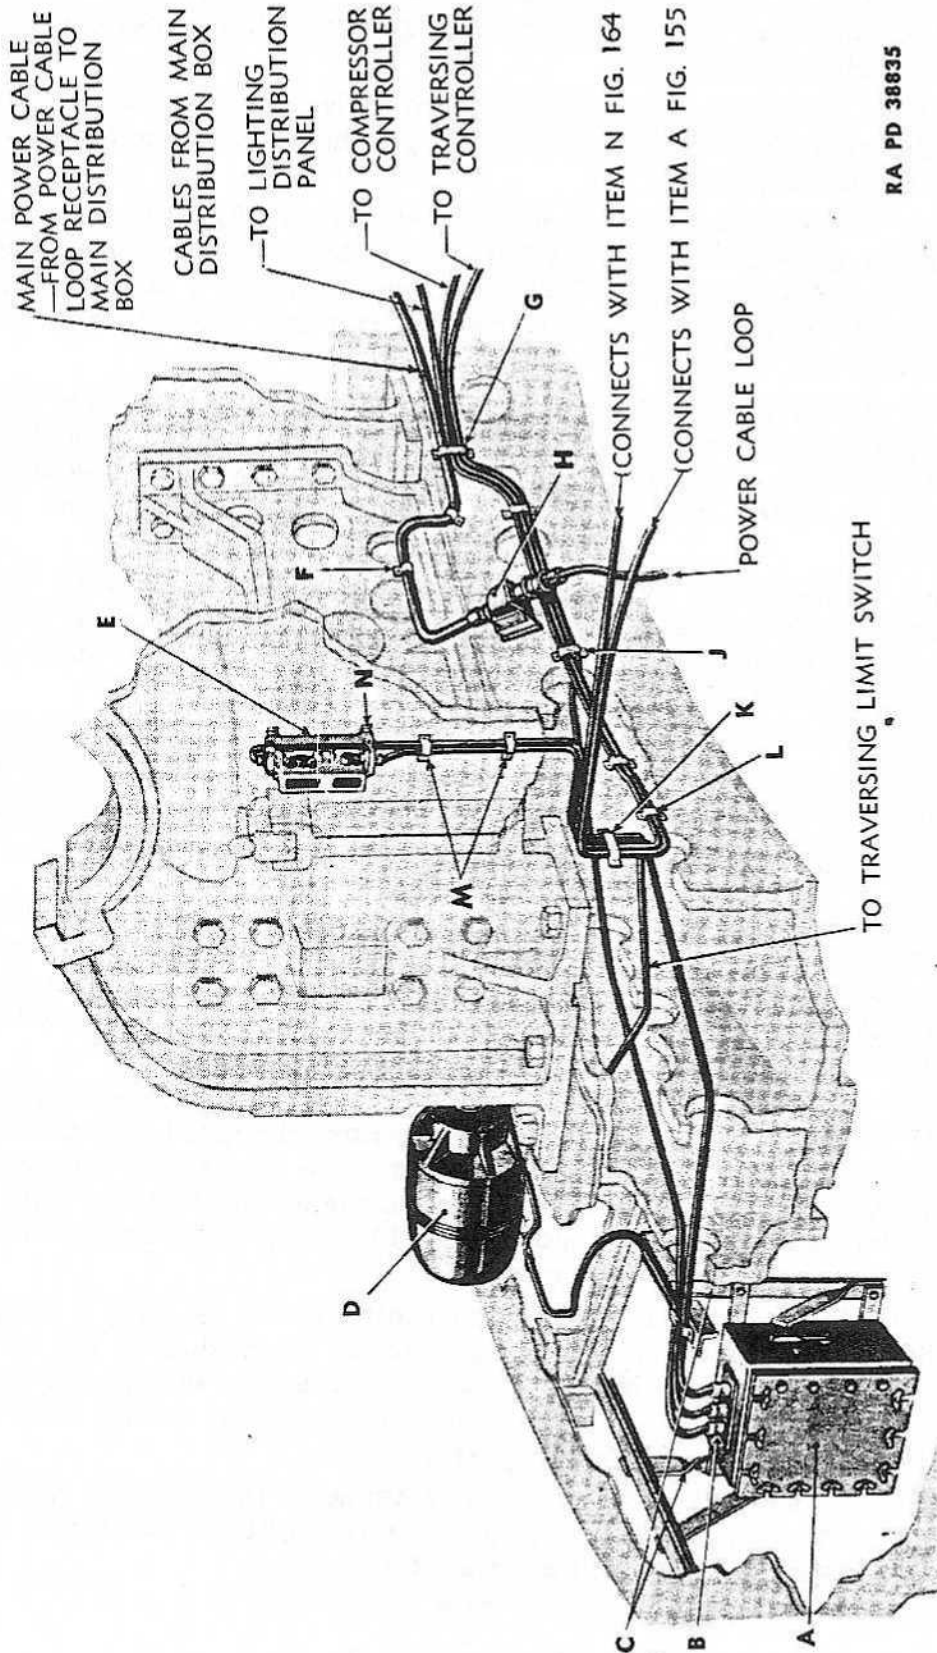 MAIN POWER CABLE
—FROM POWER CABLE
LOOP RECEPTACLE TO
MAIN DISTRIBUTION
BOX
CABLES FROM MAIN
DISTRIBUTION BOX
—TO LIGHTING
DISTRIBUTION
PANEL
—TO COMPRESSOR
CONTROLLER
—TO TRAVERSING
CONTROLLER
(CONNECTS WITH ITEM N FIG. 164
(CONNECTS WITH ITEM A FIG. 155
POWER CABLE LOOP
TO TRAVERSING LIMIT SWITCH
A
B
C
D
E
F
G
H
J
K
L
M
N
RA PD 38835